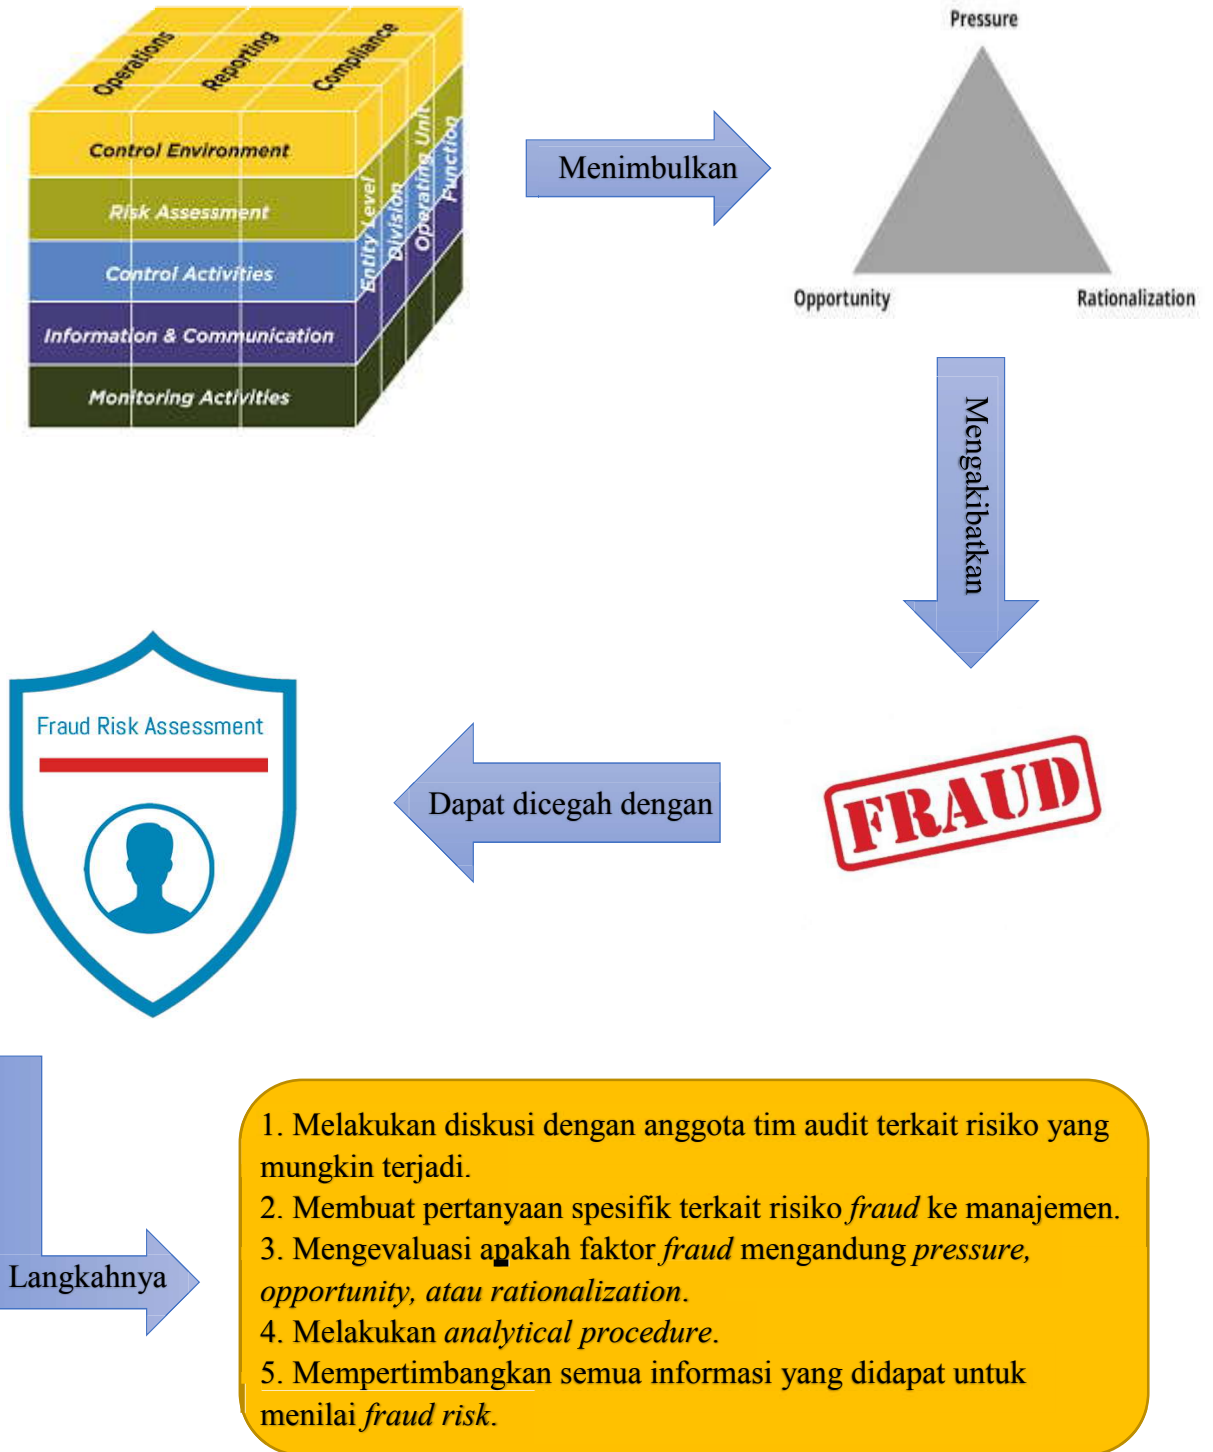 Operations
Reporting
Compliance
Control Environment
Risk Assessment
Control Activities
Information & Communication
Monitoring Activities
Entity Level
Division
Operating Unit
Function
Menimbulkan
Pressure
Opportunity
Rationalization
Mengakibatkan
FRAUD
Dapat dicegah dengan
Fraud Risk Assessment
Langkahnya
1. Melakukan diskusi dengan anggota tim audit terkait risiko yang
mungkin terjadi.
2. Membuat pertanyaan spesifik terkait risiko fraud ke manajemen.
3. Mengevaluasi apakah faktor fraud mengandung pressure,
opportunity, atau rationalization.
4. Melakukan analytical procedure.
5. Mempertimbangkan semua informasi yang didapat untuk
menilai fraud risk.